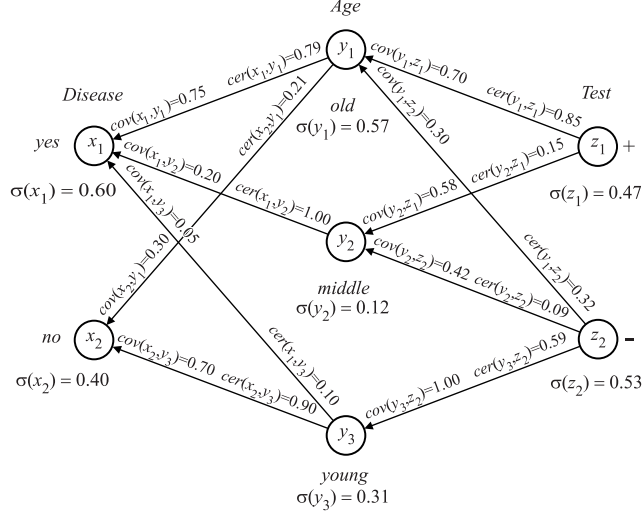 Age
y₁
old
σ(y₁) = 0.57
Disease
yes
x₁
σ(x₁) = 0.60
Test
z₁
+
σ(z₁) = 0.47
y₂
middle
σ(y₂) = 0.12
no
x₂
σ(x₂) = 0.40
z₂
-
σ(z₂) = 0.53
y₃
young
σ(y₃) = 0.31
cov(x₁,y₁)=0.75
cer(x₁,y₁)=0.79
cov(x₂,y₁)=0.30
cer(x₂,y₁)=0.21
cov(x₁,y₂)=0.20
cer(x₁,y₂)=1.00
cov(x₁,y₃)=0.05
cer(x₁,y₃)=0.10
cov(x₂,y₃)=0.70
cer(x₂,y₃)=0.90
cov(y₁,z₁)=0.70
cer(y₁,z₁)=0.85
cov(y₁,z₂)=0.30
cer(y₁,z₂)=0.32
cov(y₂,z₁)=0.58
cer(y₂,z₁)=0.15
cov(y₂,z₂)=0.42
cer(y₂,z₂)=0.09
cov(y₃,z₂)=1.00
cer(y₃,z₂)=0.59